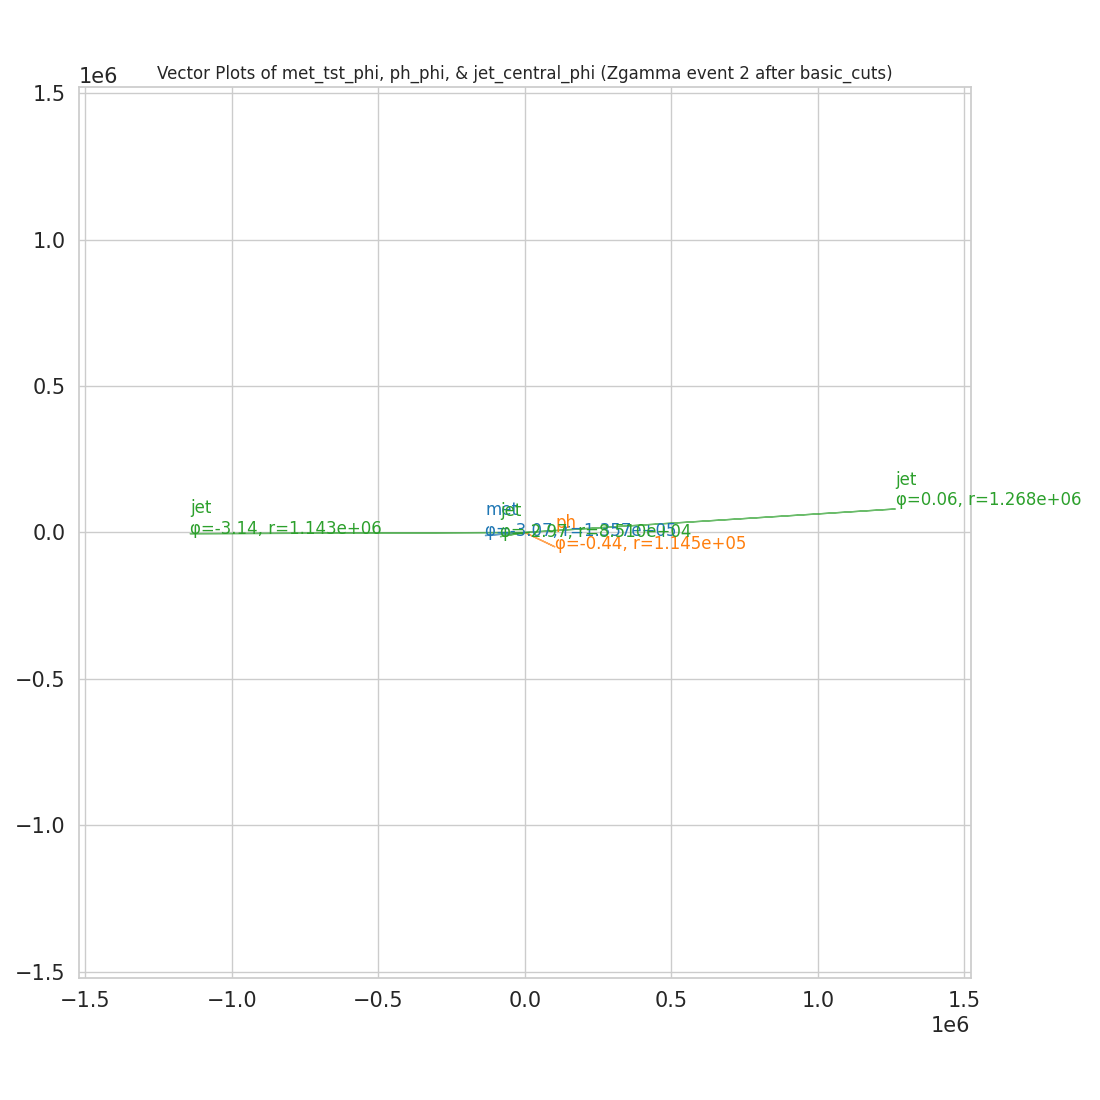 1e6
Vector Plots of met_tst_phi, ph_phi, & jet_central_phi (Zgamma event 2 after basic_cuts)
1.5
1.0
0.5
0.0
−0.5
−1.0
−1.5
jet
φ=-3.14, r=1.143e+06
met
jet
ph
φ=-0.44, r=1.145e+05
jet
φ=0.06, r=1.268e+06
−1.5
−1.0
−0.5
0.0
0.5
1.0
1.5
1e6